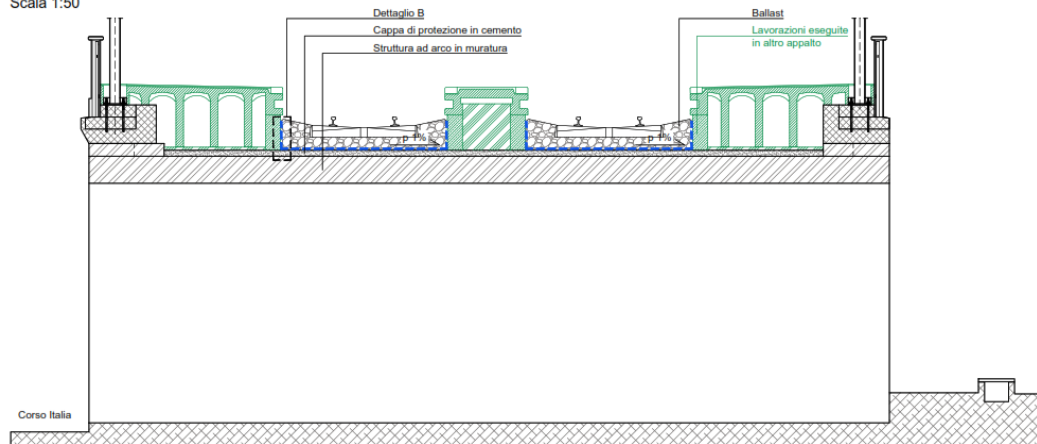 Scala 1:50
Dettaglio B
Cappa di protezione in cemento
Struttura ad arco in muratura
Ballast
Lavorazioni eseguite
in altro appalto
p 1%
p 1%
Corso Italia